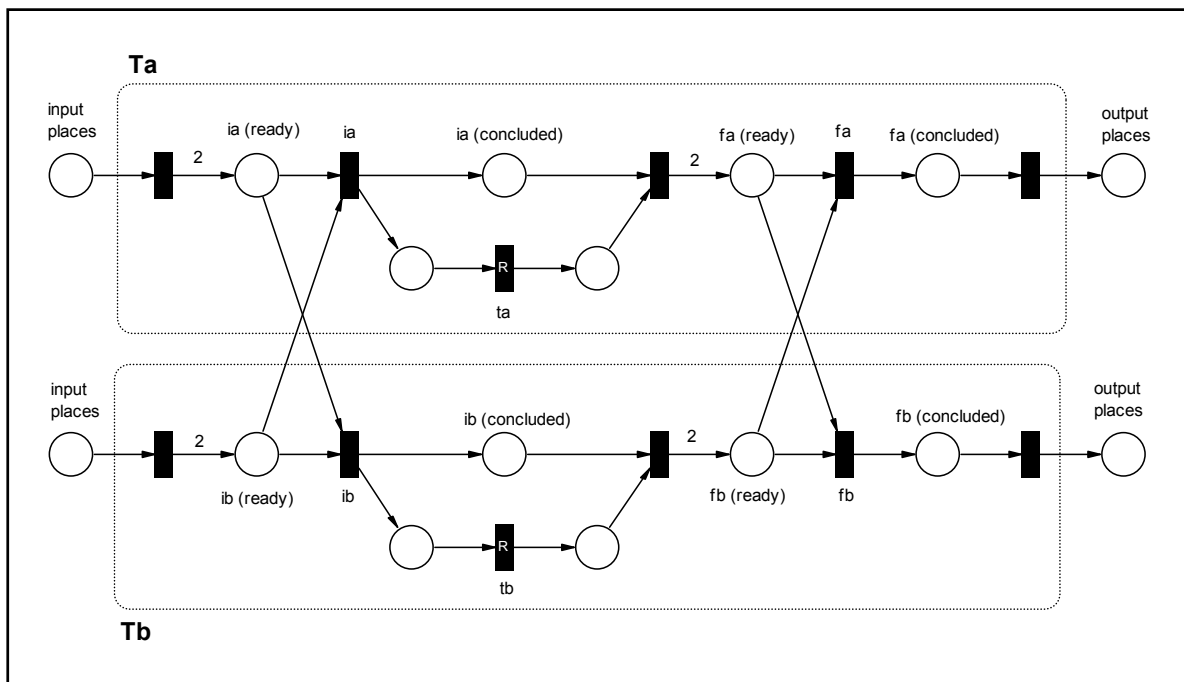 Ta
input
places
2
ia (ready)
ia
ia (concluded)
2
fa (ready)
fa
fa (concluded)
output
places
R
ta
input
places
2
ib (ready)
ib
ib (concluded)
2
fb (ready)
fb
fb (concluded)
output
places
R
tb
Tb